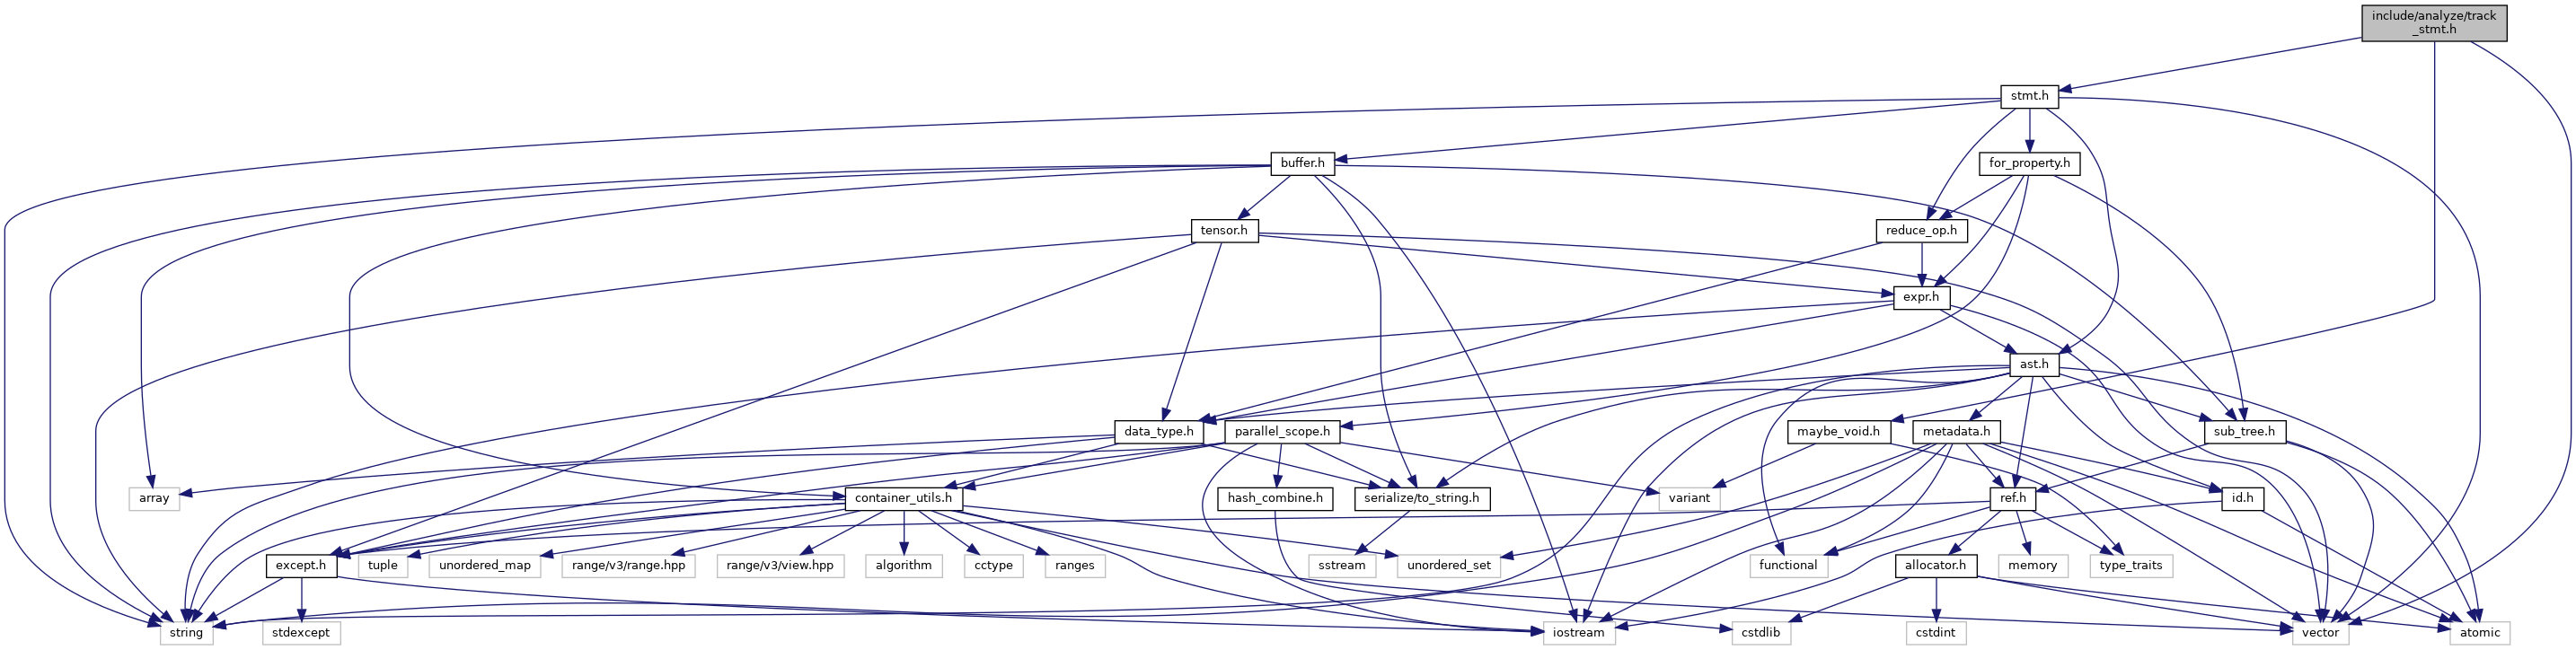 include/analyze/track
_stmt.h
stmt.h
buffer.h
for_property.h
tensor.h
reduce_op.h
expr.h
ast.h
data_type.h
parallel_scope.h
maybe_void.h
metadata.h
sub_tree.h
array
container_utils.h
hash_combine.h
serialize/to_string.h
variant
ref.h
id.h
except.h
tuple
unordered_map
range/v3/range.hpp
range/v3/view.hpp
algorithm
cctype
ranges
sstream
unordered_set
functional
allocator.h
memory
type_traits
string
stdexcept
iostream
cstdlib
cstdint
vector
atomic